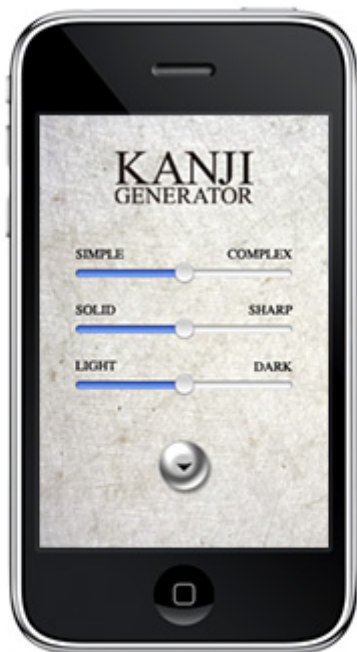 KANJI
GENERATOR
SIMPLE COMPLEX
SOLID SHARP
LIGHT DARK